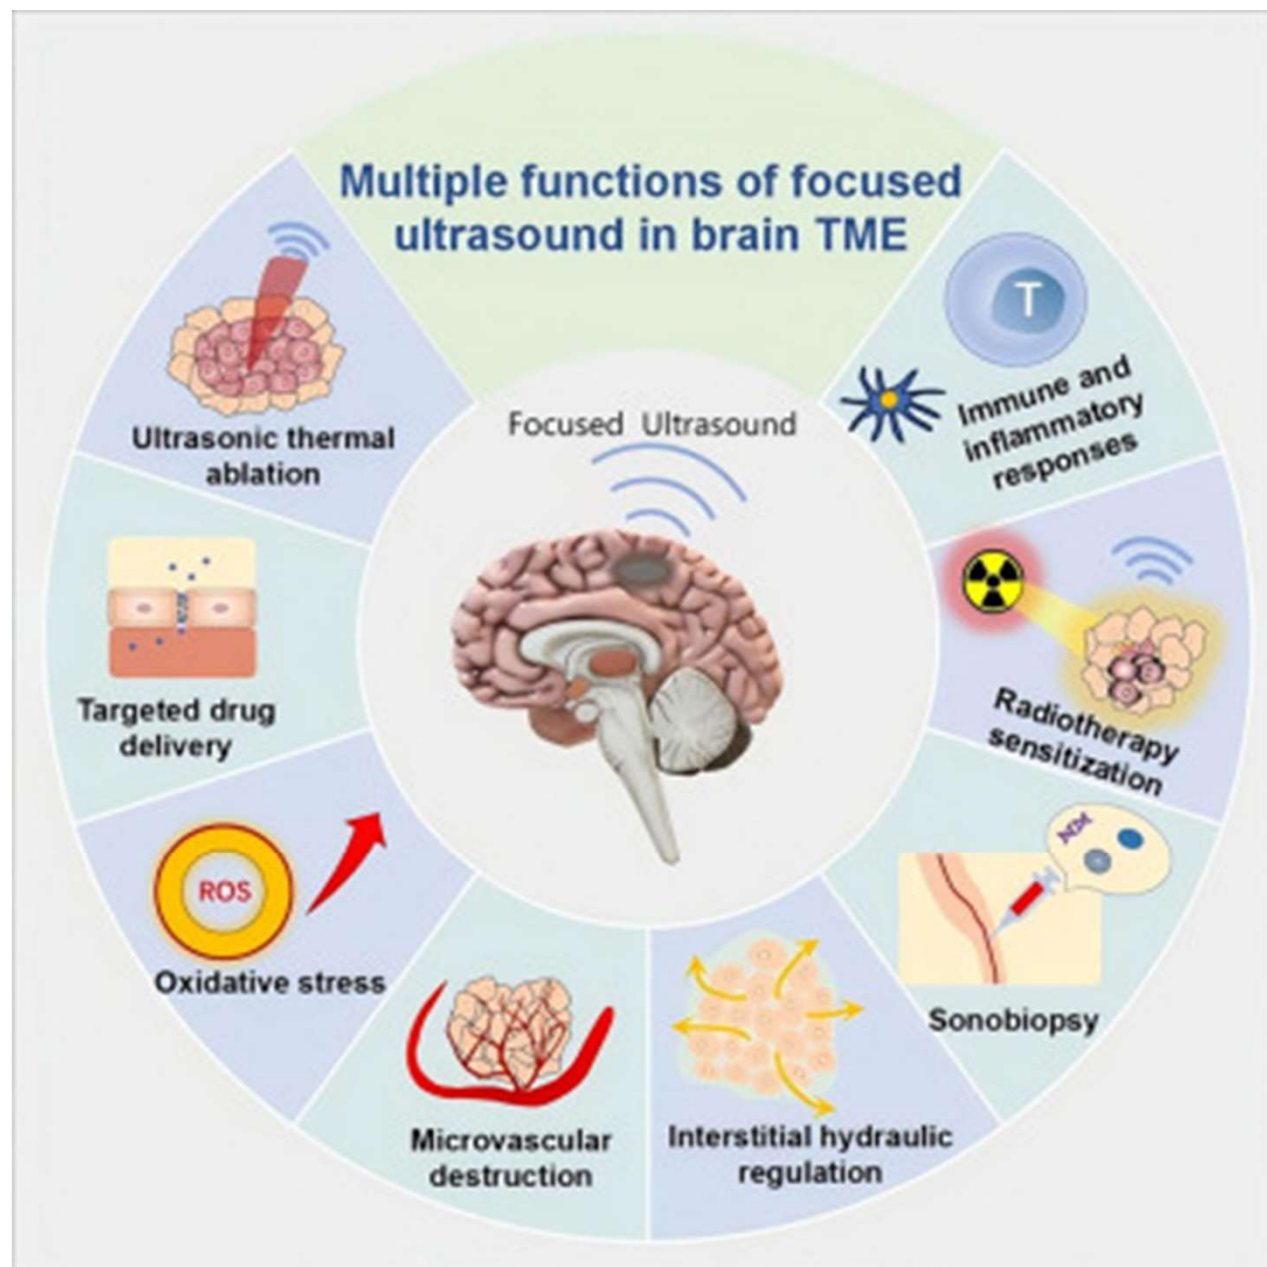 Multiple functions of focused
ultrasound in brain TME
T
Immune and
inflammatory
responses
Radiotherapy
sensitization
Sonobiopsy
Interstitial hydraulic
regulation
Microvascular
destruction
ROS
Oxidative stress
Targeted drug
delivery
Ultrasonic thermal
ablation
Focused Ultrasound